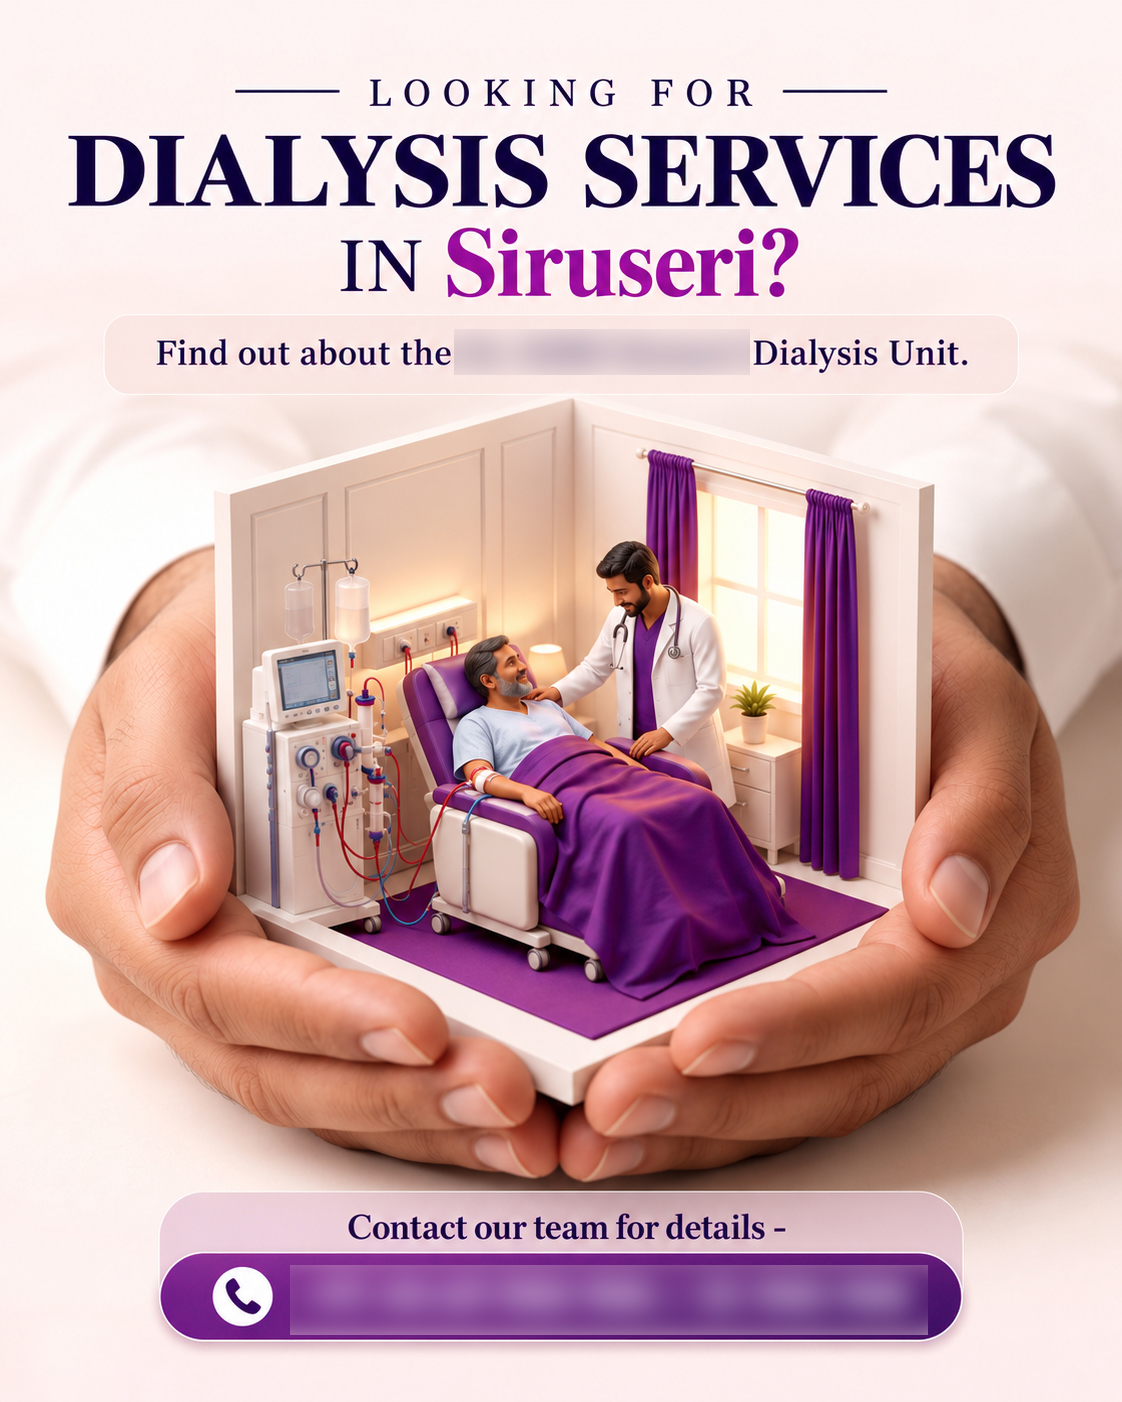 LOOKING FOR
DIALYSIS SERVICES
IN Siruseri?
Find out about the Dialysis Unit.
Contact our team for details -